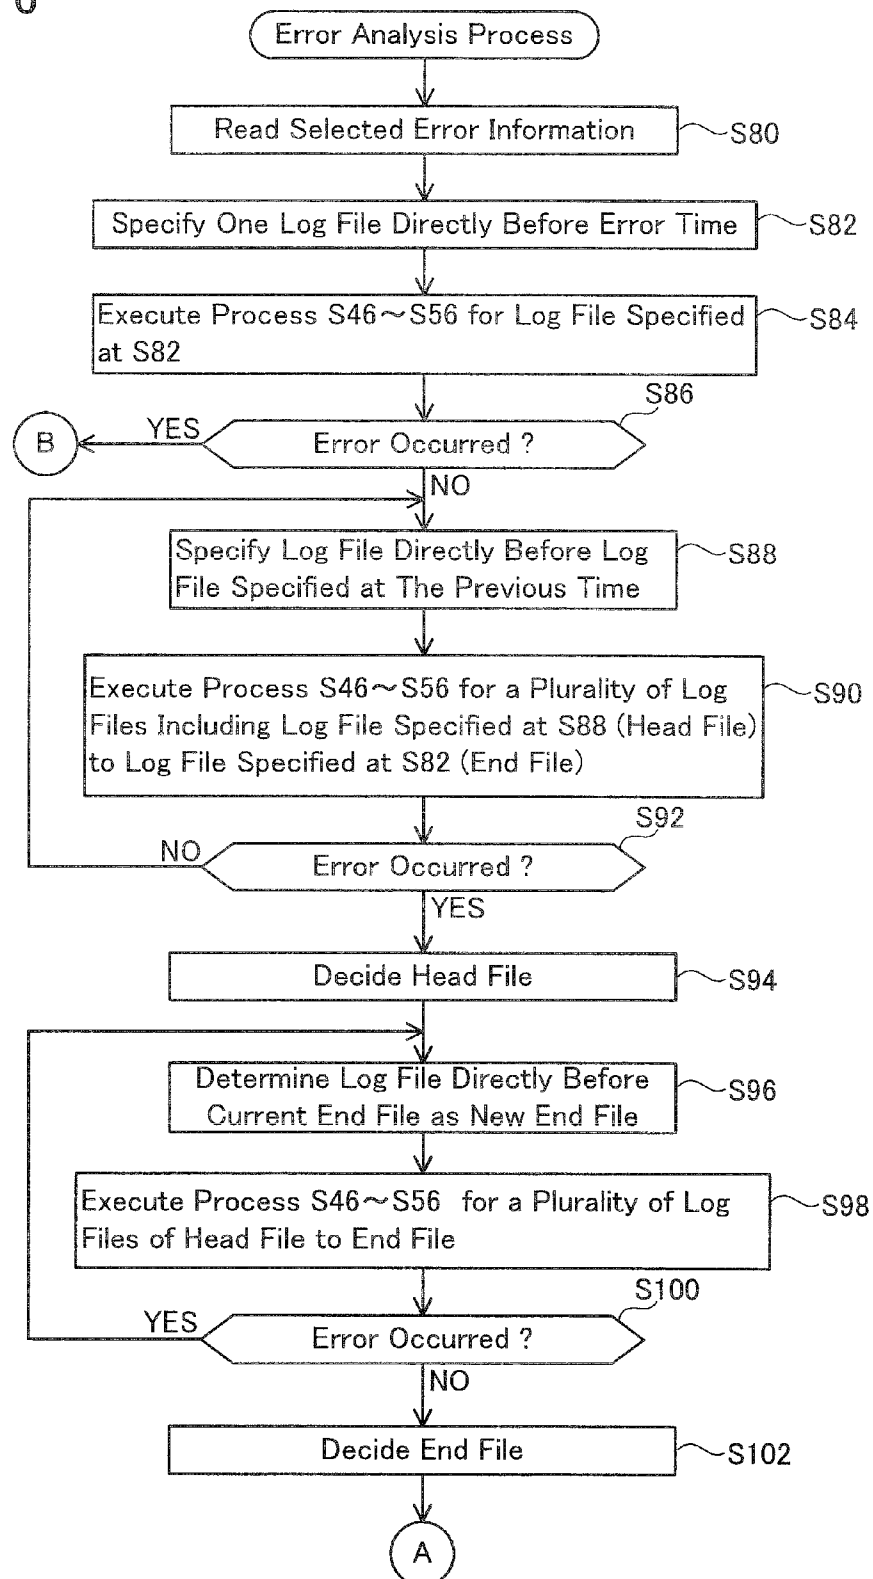 Error Analysis Process
Read Selected Error Information
S80
Specify One Log File Directly Before Error Time
S82
Execute Process S46~S56 for Log File Specified
at S82
S84
S86
Error Occurred ?
YES
B
NO
Specify Log File Directly Before Log
File Specified at The Previous Time
S88
Execute Process S46~S56 for a Plurality of Log
Files Including Log File Specified at S88 (Head File)
to Log File Specified at S82 (End File)
S90
S92
NO
Error Occurred ?
YES
Decide Head File
S94
Determine Log File Directly Before
Current End File as New End File
S96
Execute Process S46~S56 for a Plurality of Log
Files of Head File to End File
S98
S100
YES
Error Occurred ?
NO
Decide End File
S102
A